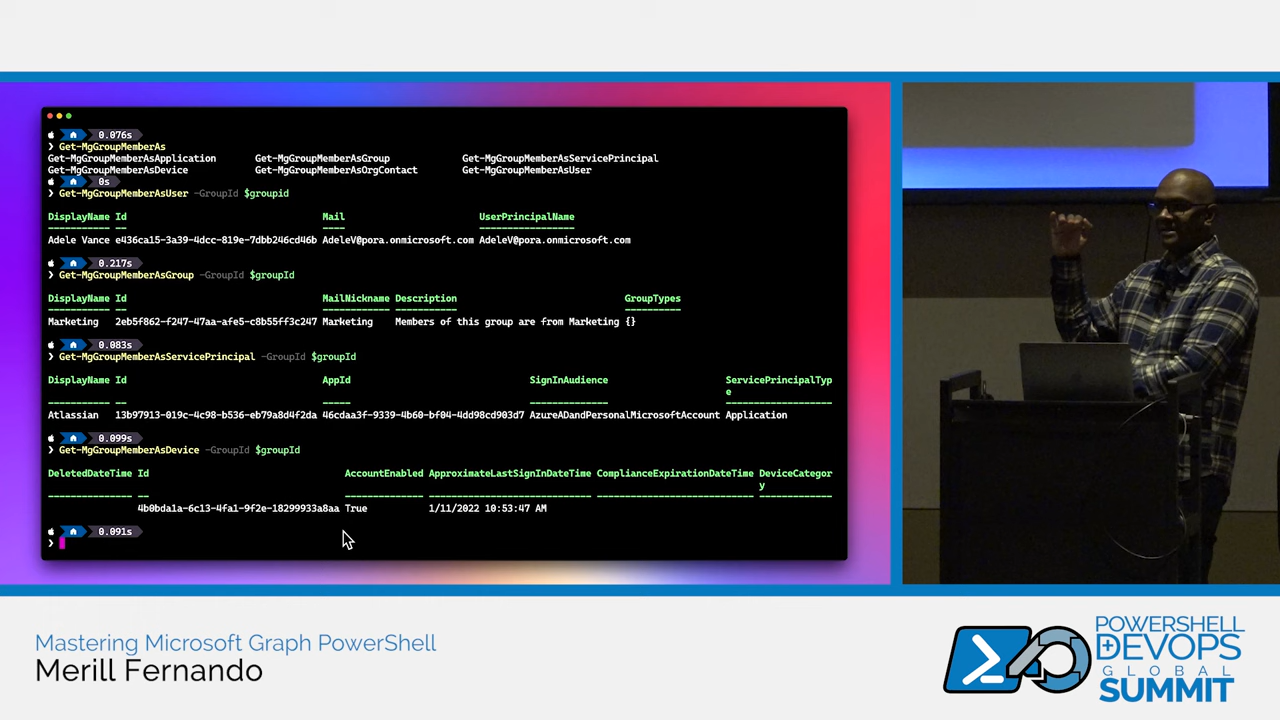 0.076s
❯ Get-MgGroupMemberAs
Get-MgGroupMemberAsApplication Get-MgGroupMemberAsGroup Get-MgGroupMemberAsServicePrincipal
Get-MgGroupMemberAsDevice Get-MgGroupMemberAsOrgContact Get-MgGroupMemberAsUser
0s
❯ Get-MgGroupMemberAsUser -GroupId $groupid
DisplayName Id Mail UserPrincipalName
----------- -- ---- -----------------
Adele Vance e436ca15-3a39-4dcc-819e-7dbb246cd46b AdeleV@pora.onmicrosoft.com AdeleV@pora.onmicrosoft.com
0.217s
❯ Get-MgGroupMemberAsGroup -GroupId $groupId
DisplayName Id MailNickname Description GroupTypes
----------- -- ------------ ----------- ----------
Marketing 2eb5f862-f247-47aa-afe5-c8b55ff3c247 Marketing Members of this group are from Marketing {}
0.083s
❯ Get-MgGroupMemberAsServicePrincipal -GroupId $groupId
DisplayName Id AppId SignInAudience ServicePrincipalTyp
e
----------- -- ----- -------------- -------------------
Atlassian 13b97913-019c-4c98-b536-eb79a8d4f2da 46cdaa3f-9339-4b60-bf04-4dd98cd903d7 AzureADandPersonalMicrosoftAccount Application
0.099s
❯ Get-MgGroupMemberAsDevice -GroupId $groupId
DeletedDateTime Id AccountEnabled ApproximateLastSignInDateTime ComplianceExpirationDateTime DeviceCategor
y
--------------- -- -------------- ----------------------------- ---------------------------- -------------
4b0bda1a-6c13-4fa1-9f2e-18299933a8aa True 1/11/2022 10:53:47 AM
0.091s
❯
Mastering Microsoft Graph PowerShell
Merill Fernando
POWERSHELL
DEVOPS
GLOBAL
SUMMIT